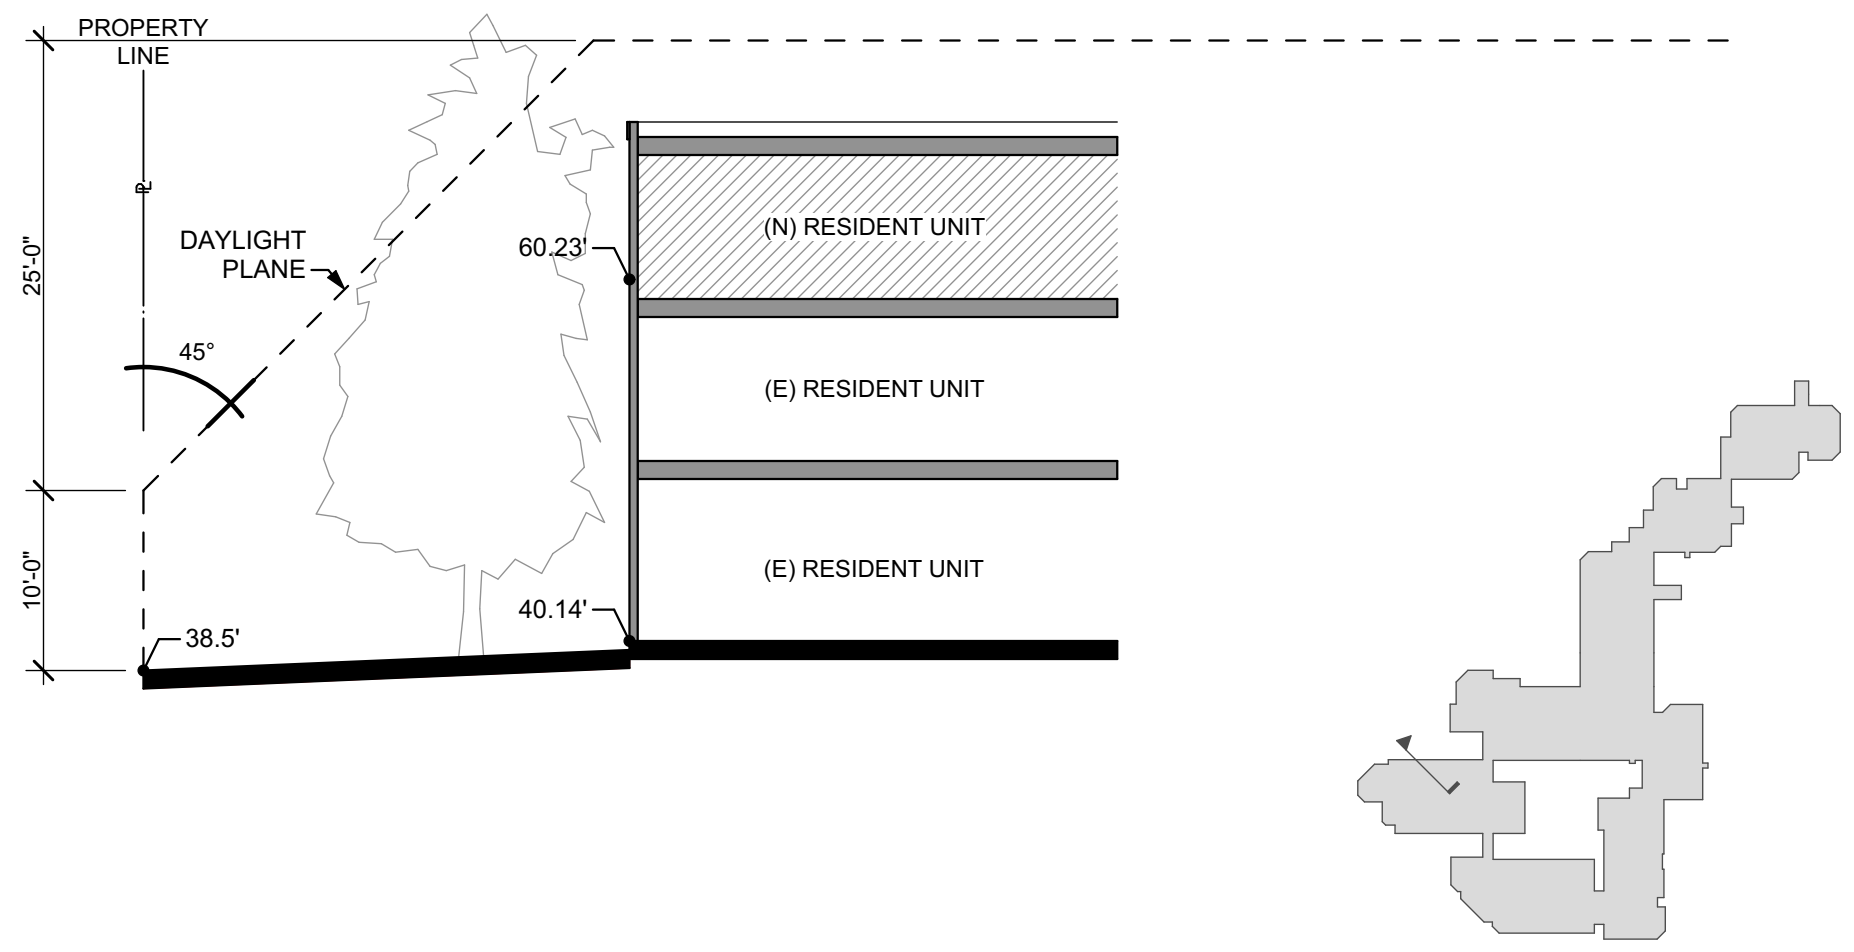 PROPERTY
LINE
PL
DAYLIGHT
PLANE
25'-0"
45°
10'-0"
38.5'
60.23'
40.14'
(N) RESIDENT UNIT
(E) RESIDENT UNIT
(E) RESIDENT UNIT